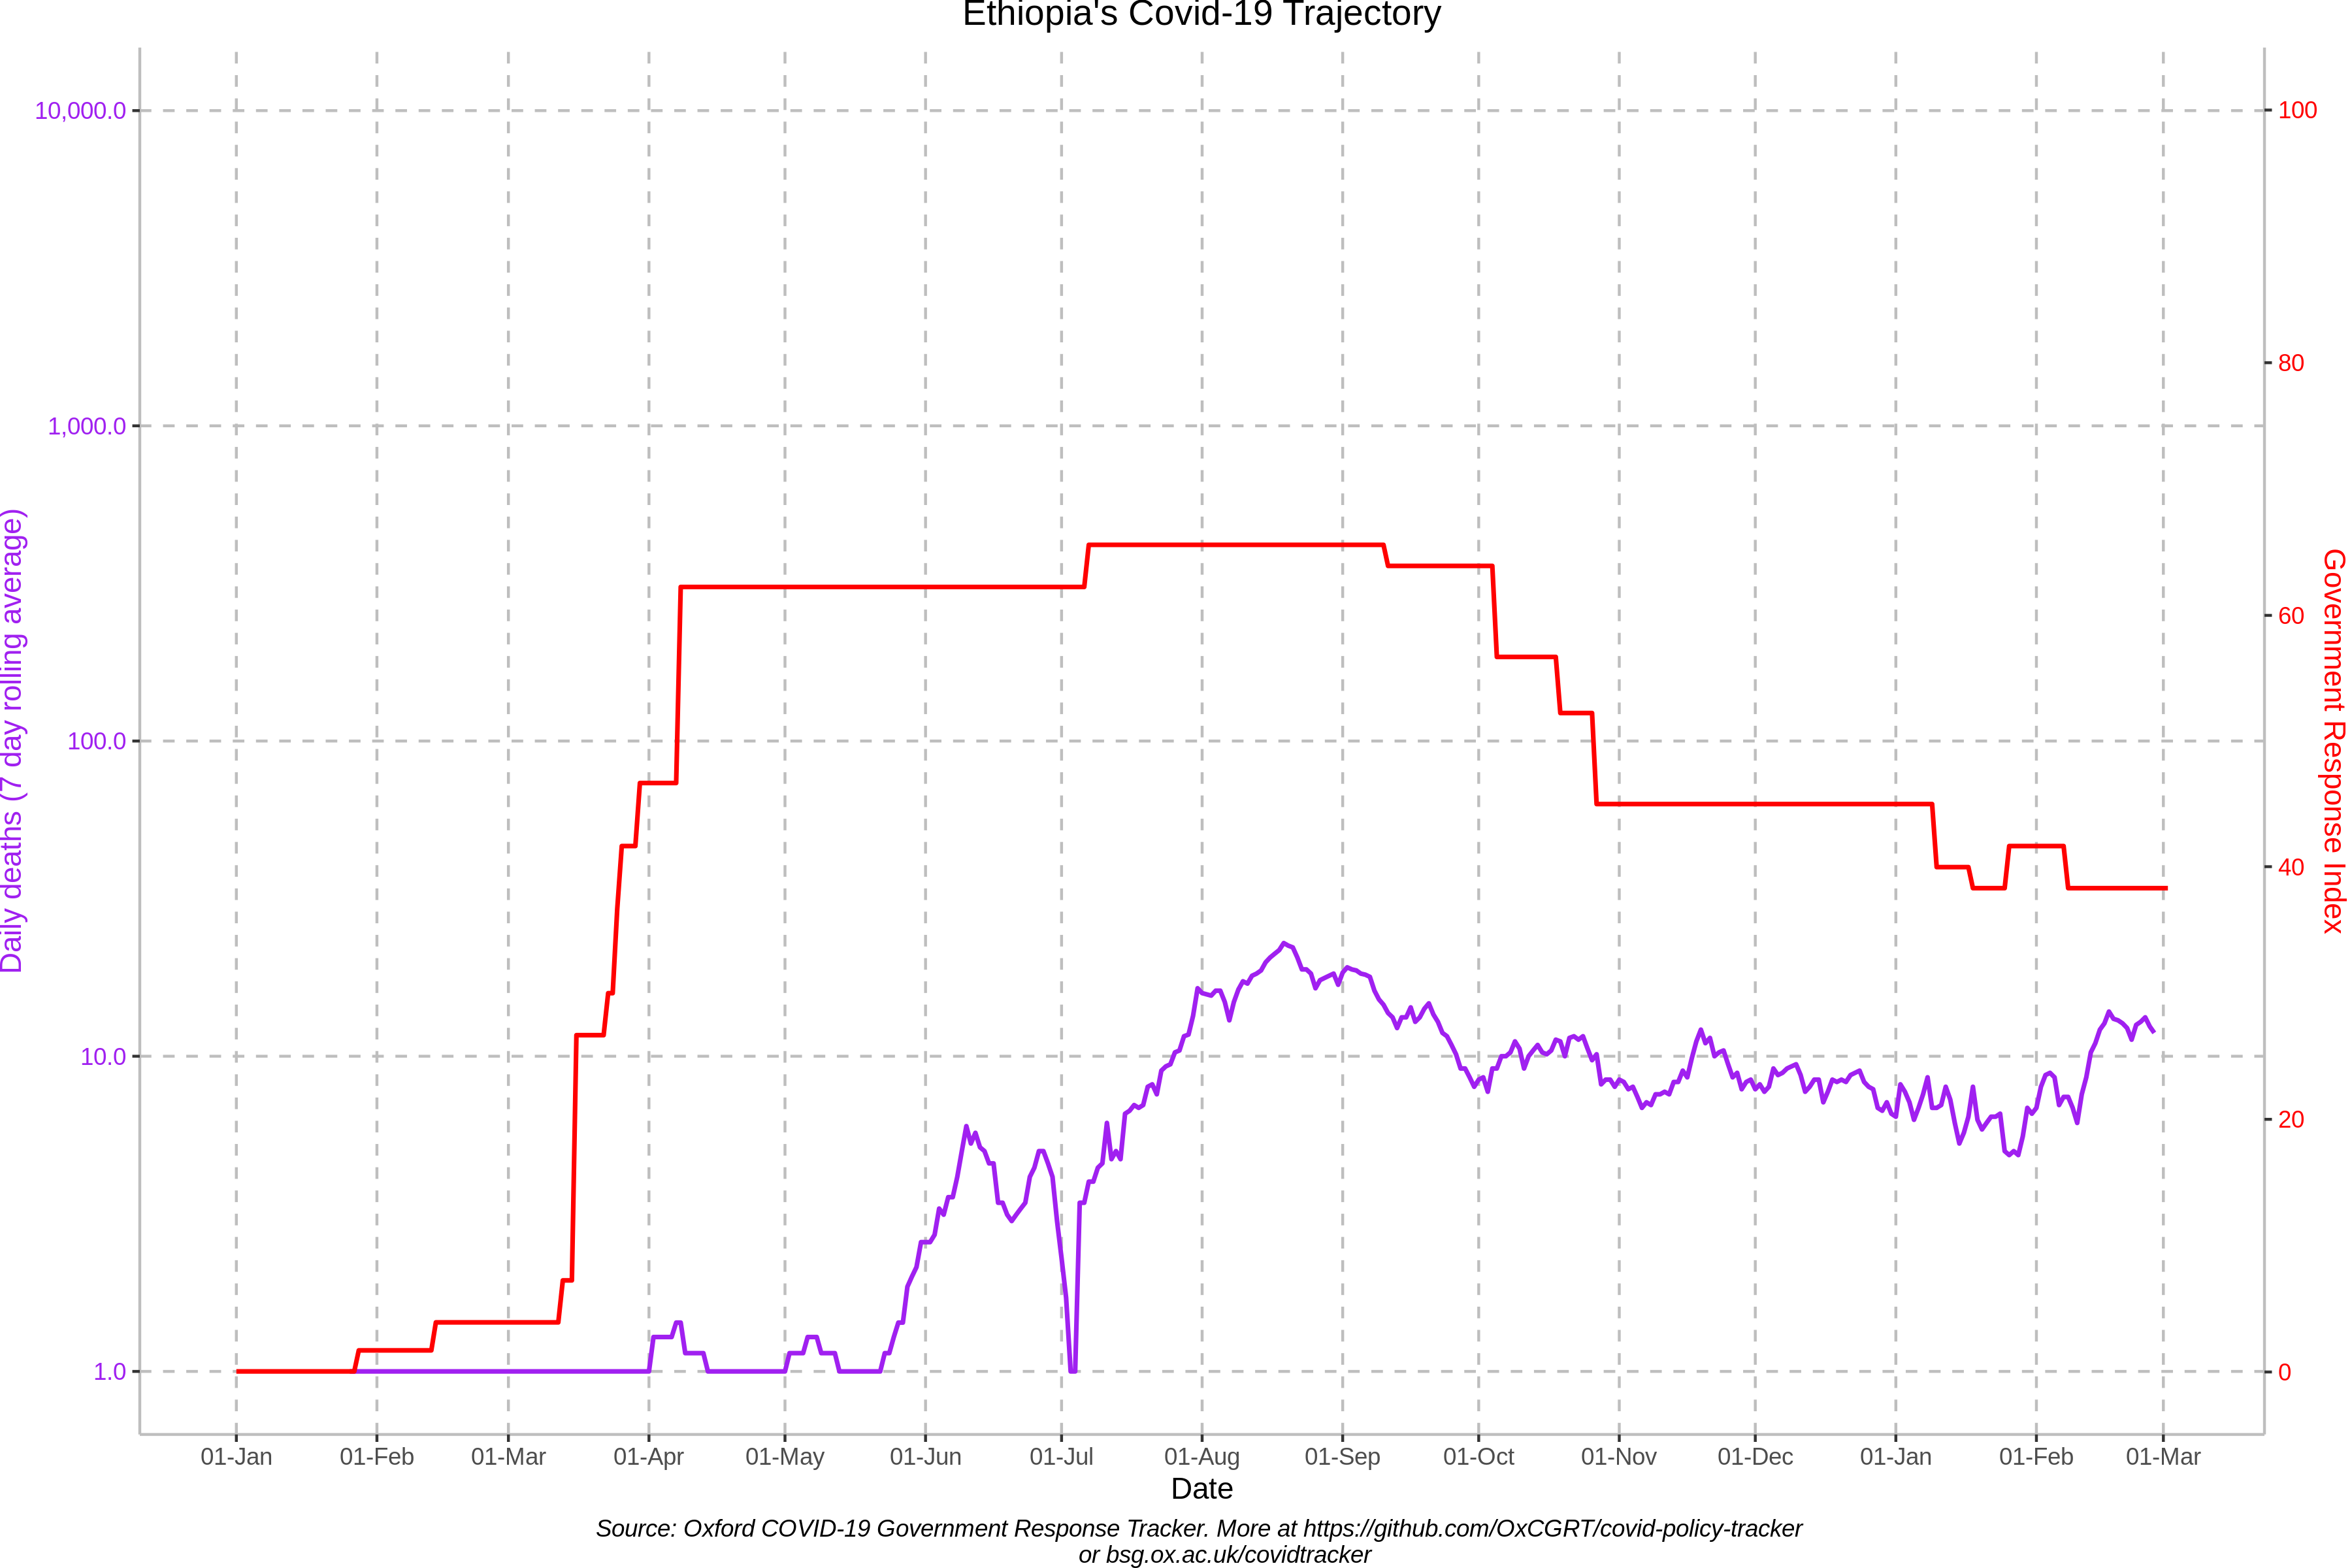 Ethiopia's Covid-19 Trajectory
10,000.0
1,000.0
100.0
10.0
1.0
Daily deaths (7 day rolling average)
100
80
60
40
20
0
Government Response Index
01-Jan 01-Feb 01-Mar 01-Apr 01-May 01-Jun 01-Jul 01-Aug 01-Sep 01-Oct 01-Nov 01-Dec 01-Jan 01-Feb 01-Mar
Date
Source: Oxford COVID-19 Government Response Tracker. More at https://github.com/OxCGRT/covid-policy-tracker
or bsg.ox.ac.uk/covidtracker